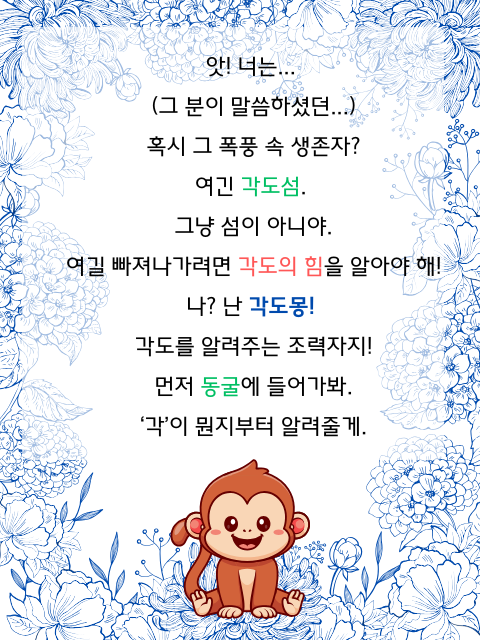 앗! 너는...
(그 분이 말씀하셨던...)
혹시 그 폭풍 속 생존자?
여긴 각도섬.
그냥 섬이 아니야.
여길 빠져나가려면 각도의 힘을 알아야 해!
나? 난 각도몽!
각도를 알려주는 조력자지!
먼저 동굴에 들어가봐.
‘각’이 뭔지부터 알려줄게.